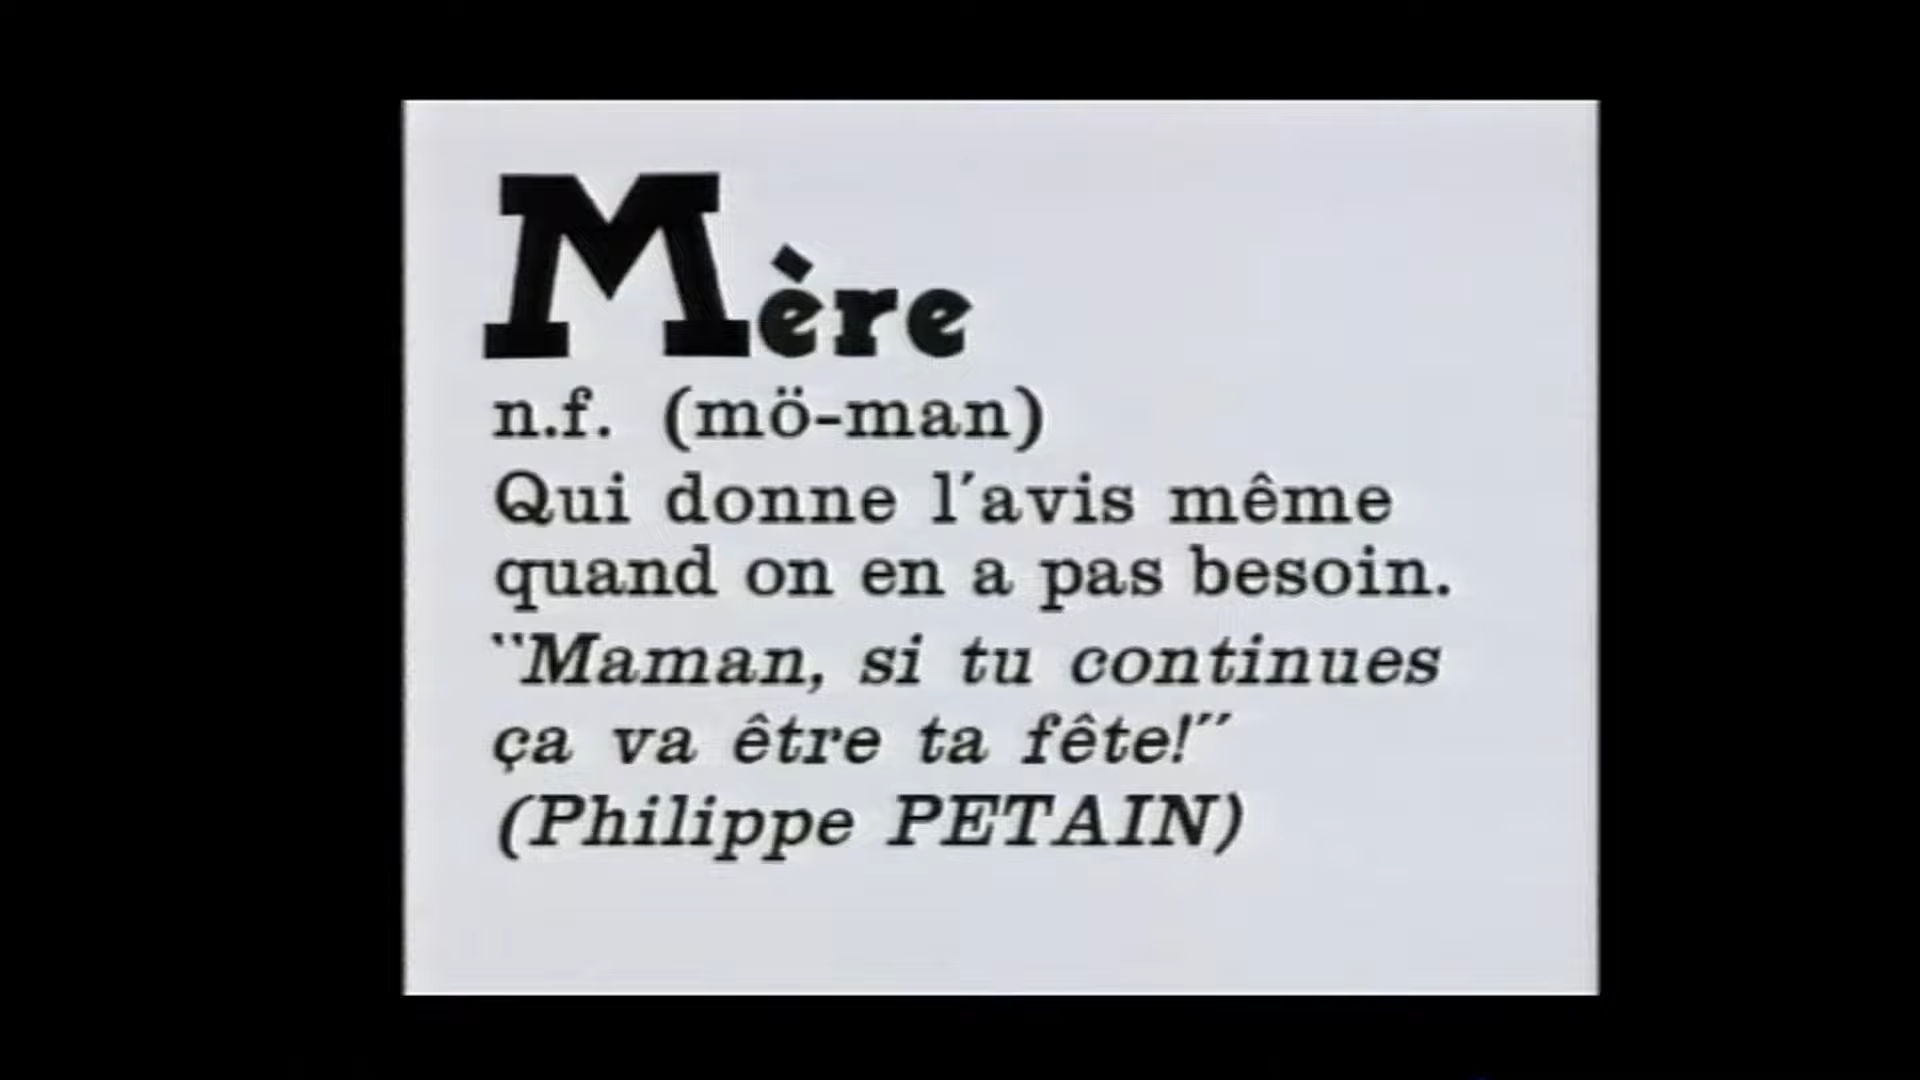 Mère
n.f. (mö-man)
Qui donne l'avis même
quand on en a pas besoin.
"Maman, si tu continues
ça va être ta fête!"
(Philippe PETAIN)